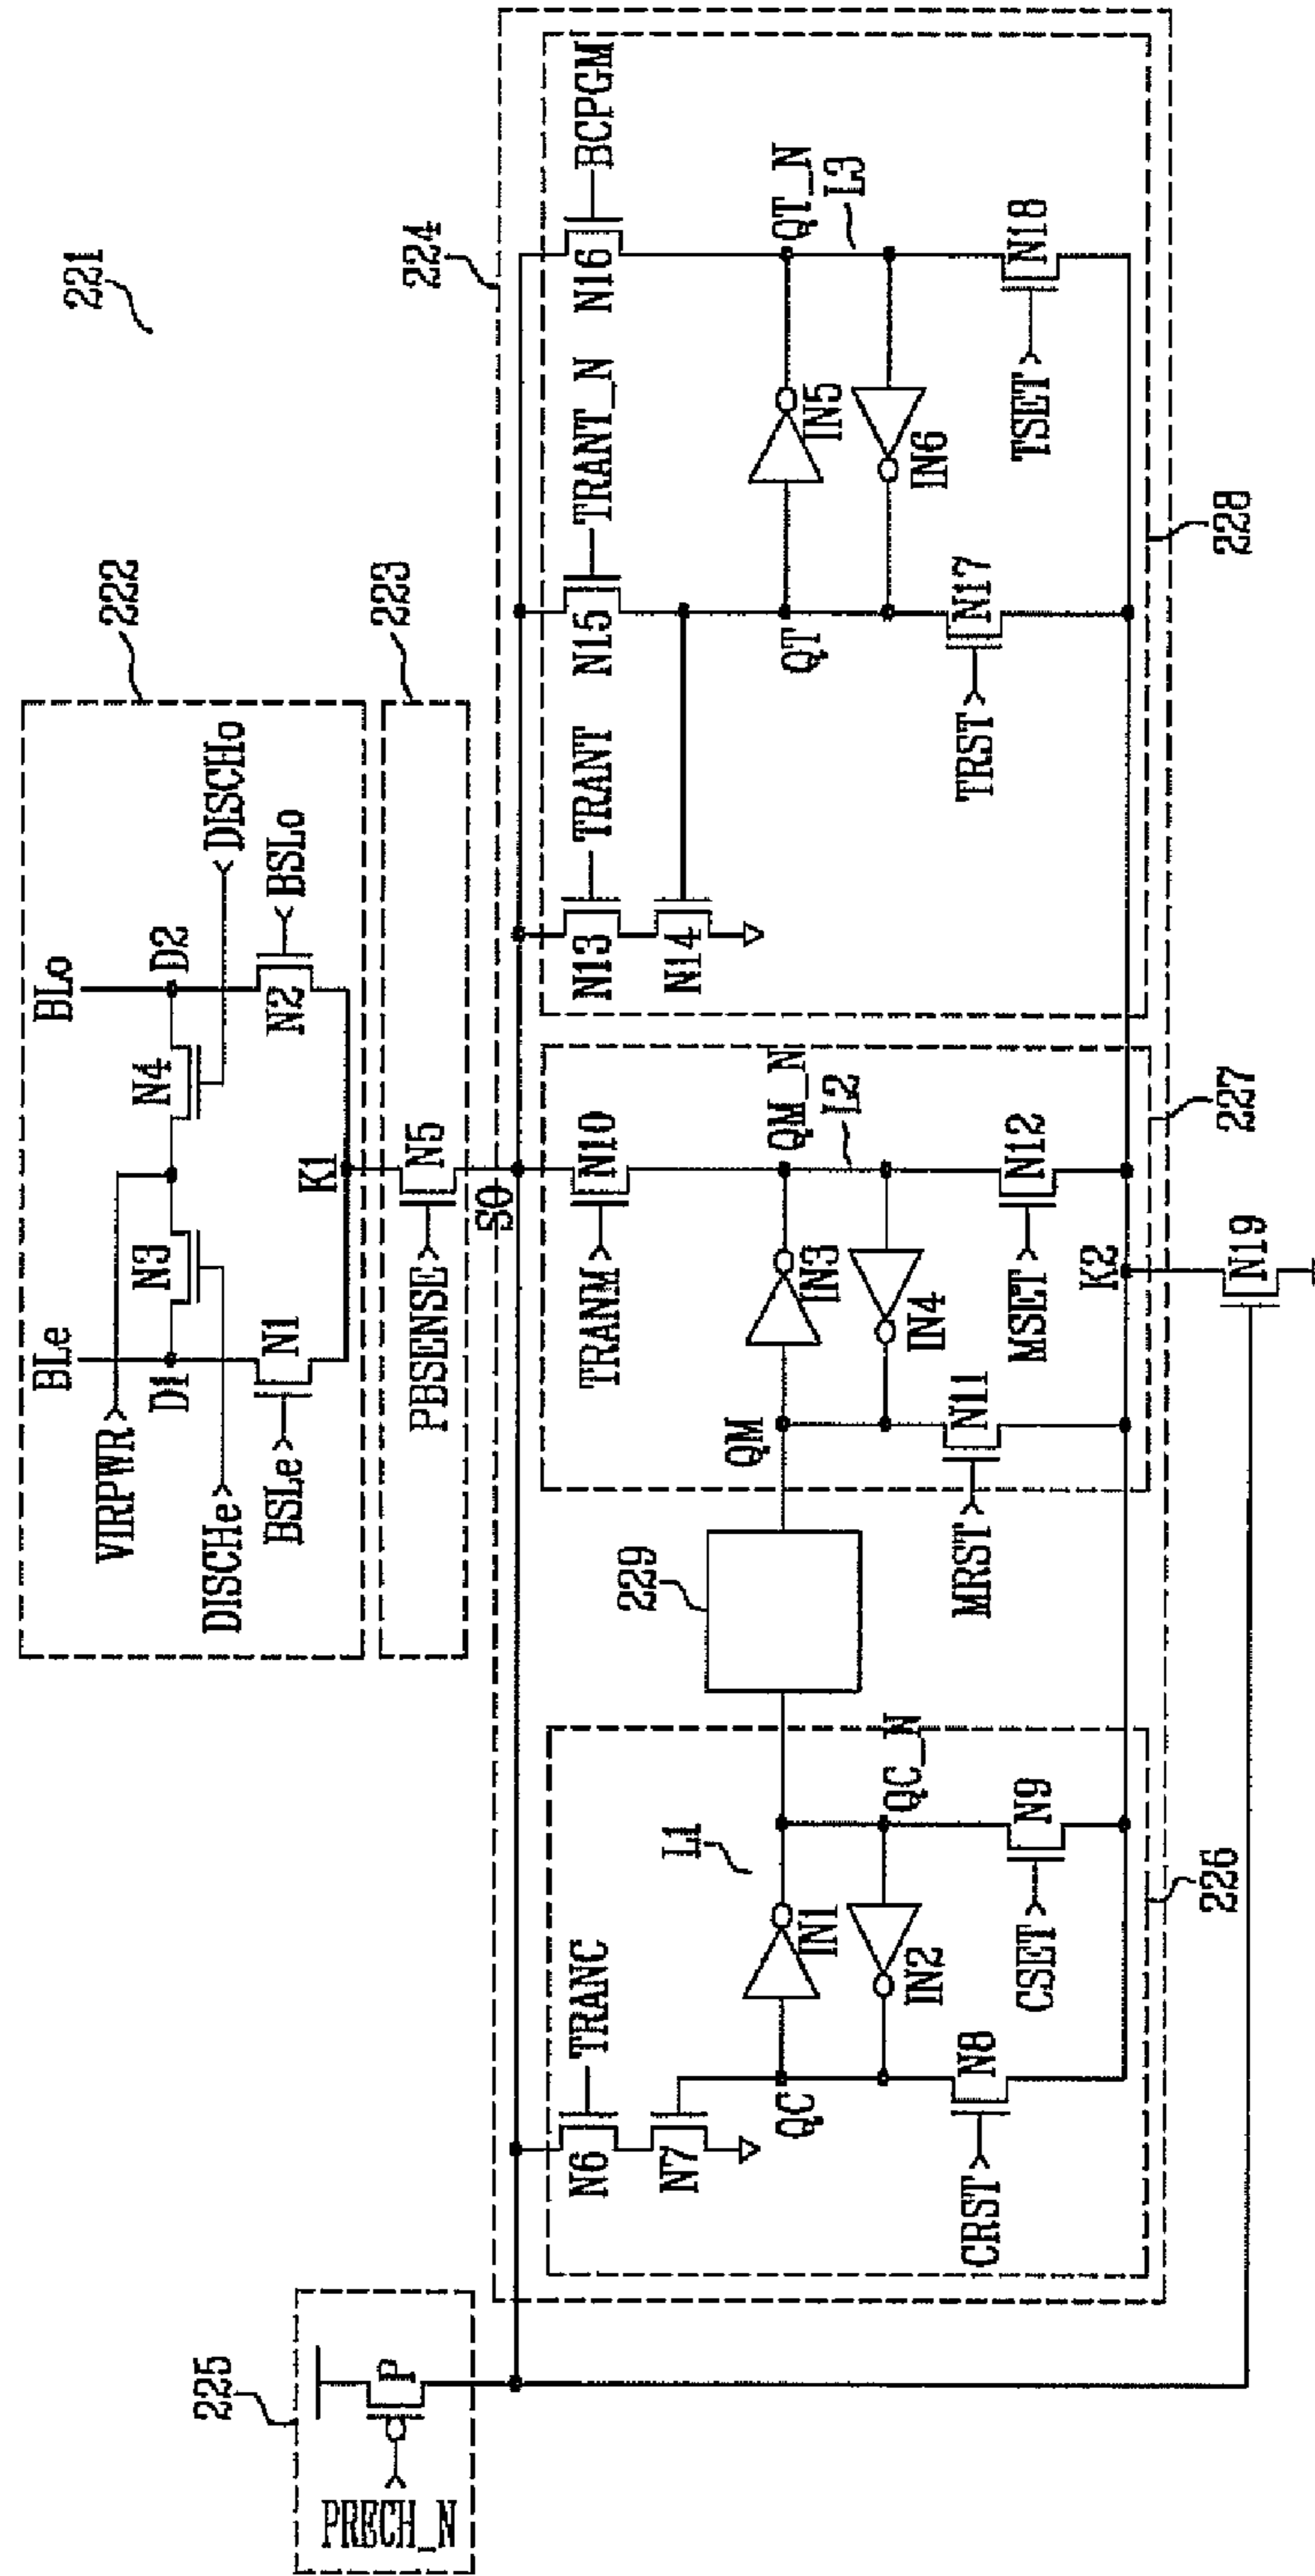 221
222
BLe
BLo
VIRPWR
D1
N3
N4
D2
DISCHe
DISCHo
BSLe
N1
N2
BSLo
K1
223
PBSENSE
N5
225
P
PRECH_N
SO
224
N6
TRANC
N7
QC
L1
IN1
IN2
QC_N
CRST
N8
CSET
N9
226
229
TRANM
N10
QM
QM_N
L2
IN3
IN4
MRST
N11
MSET
N12
227
K2
N19
N13
TRANT
N14
N15
TRANT_N
N16
BCPGM
QT
QT_N
L3
IN5
IN6
TRST
N17
TSET
N18
228